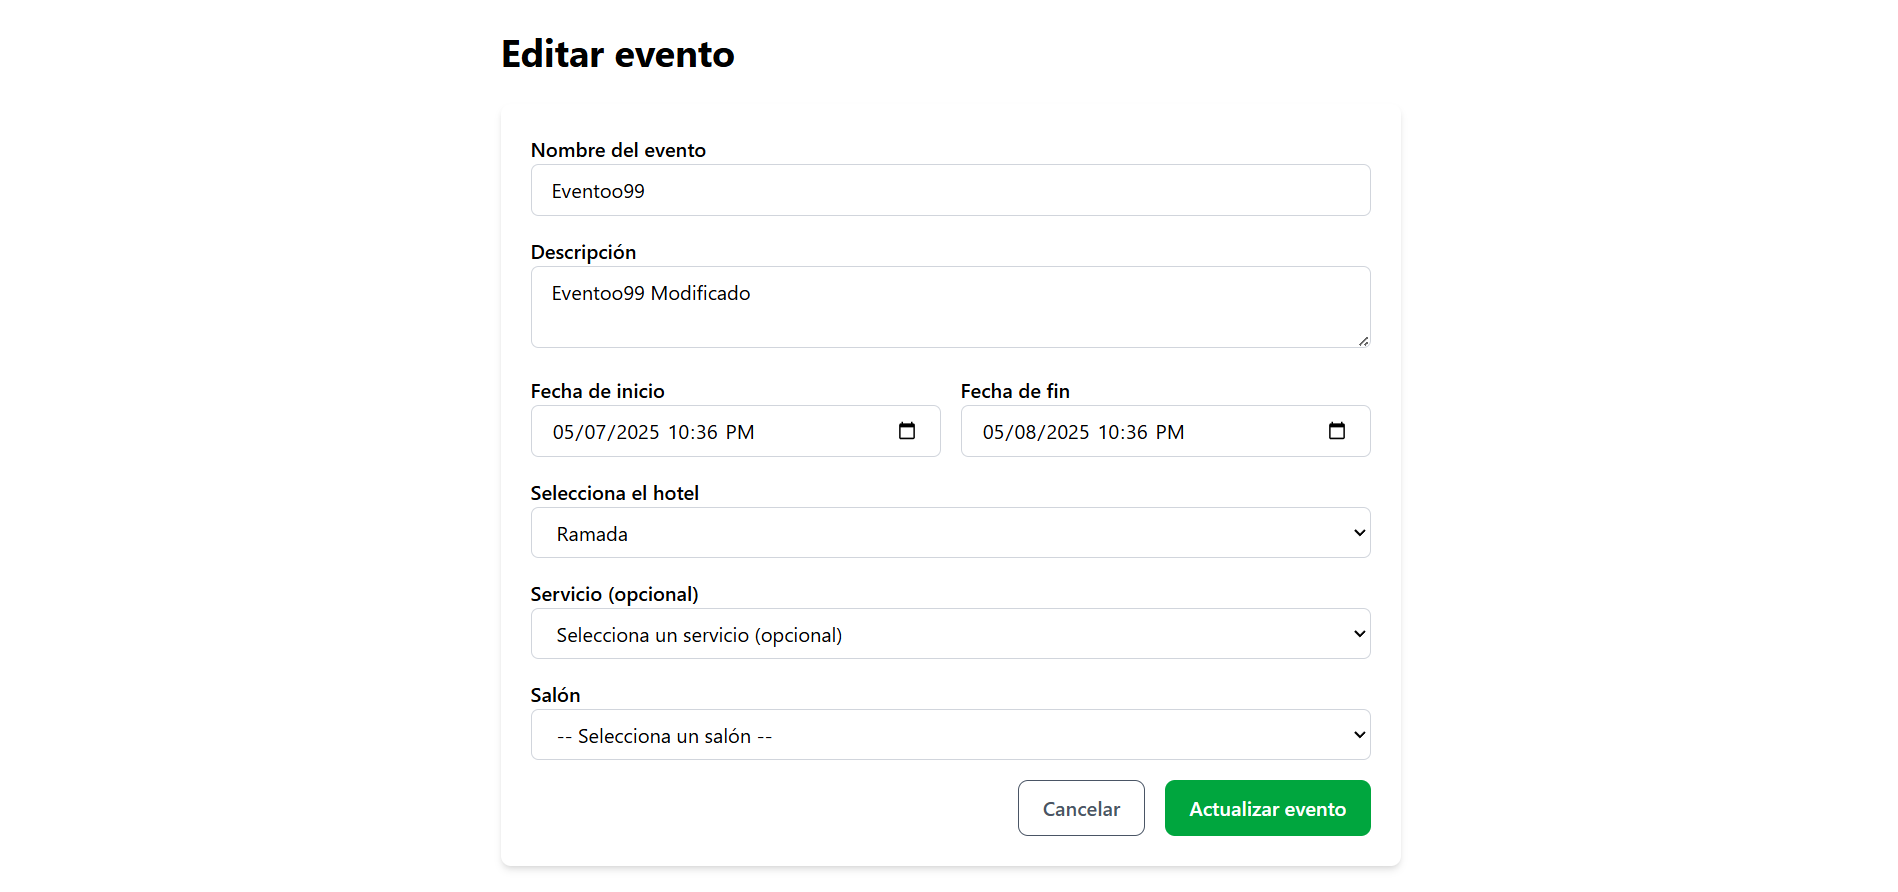 Editar evento
Nombre del evento
Eventoo99
Descripción
Eventoo99 Modificado
Fecha de inicio
05/07/2025 10:36 PM
Fecha de fin
05/08/2025 10:36 PM
Selecciona el hotel
Ramada
Servicio (opcional)
Selecciona un servicio (opcional)
Salón
-- Selecciona un salón --
Cancelar
Actualizar evento